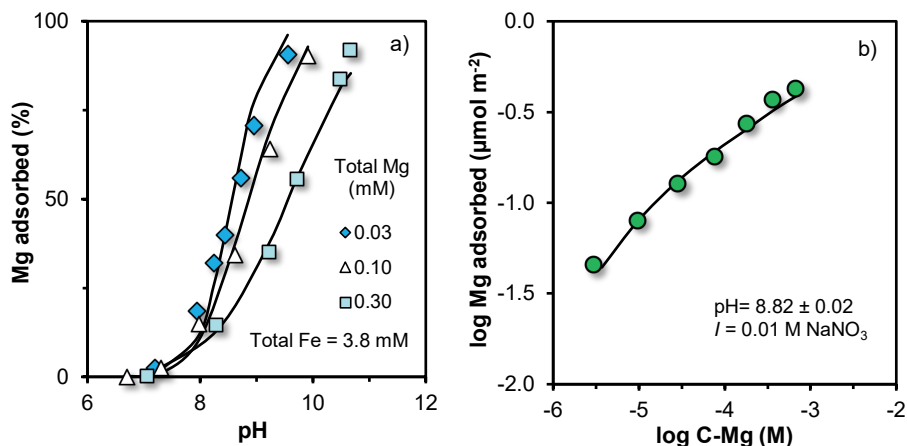 a)
Mg adsorbed (%)
100
50
0
6
8
10
12
pH
Total Mg
(mM)
0.03
0.10
0.30
Total Fe = 3.8 mM
b)
log Mg adsorbed (µmol m⁻²)
0.0
-0.5
-1.0
-1.5
-2.0
-6
-5
-4
-3
-2
log C-Mg (M)
pH= 8.82 ± 0.02
I = 0.01 M NaNO₃